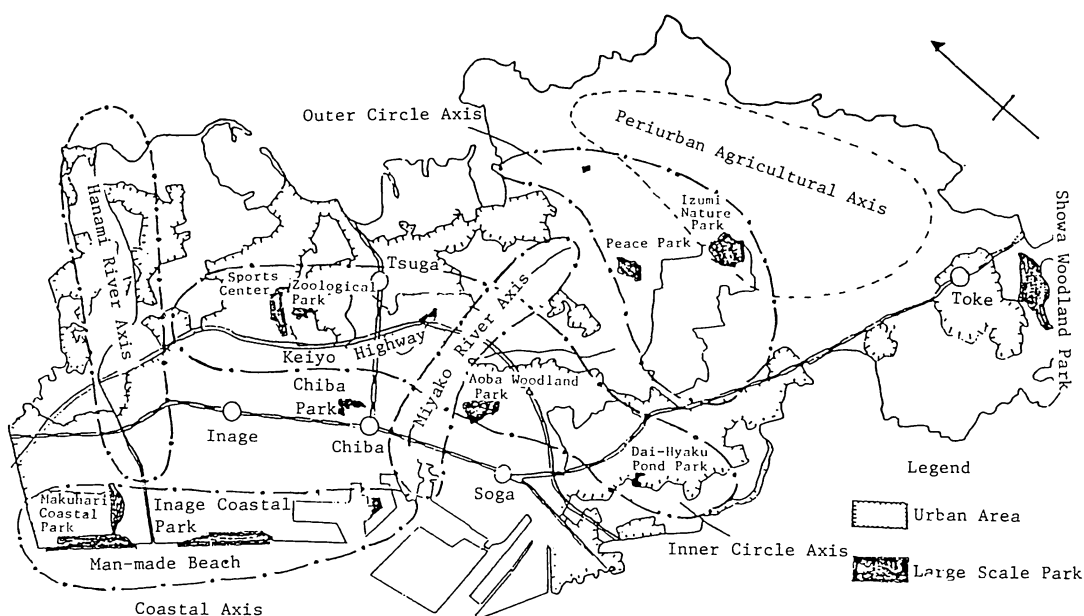 Outer Circle Axis
Periurban Agricultural Axis
Hanami River Axis
Izumi
Nature
Park
Peace Park
Showa Woodland Park
Tsuga
Sports
Center
Zoological
Park
Toke
Miyako River Axis
Keiyo Highway
Chiba
Park
Aoba Woodland
Park
Inage
Chiba
Soga
Dai-Hyaku
Pond Park
Legend
Makuhari
Coastal
Park
Inage Coastal
Park
Urban Area
Man-made Beach
Inner Circle Axis
Large Scale Park
Coastal Axis